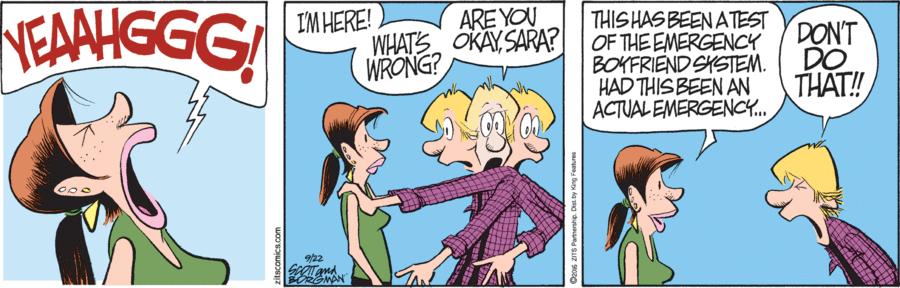 YEAAHGGG!
I'M HERE!
WHAT'S
WRONG?
ARE YOU
OKAY, SARA?
9/22
SCOTT and
BORGMAN
zitscomics.com
THIS HAS BEEN A TEST
OF THE EMERGENCY
BOYFRIEND SYSTEM.
HAD THIS BEEN AN
ACTUAL EMERGENCY...
DON'T
DO
THAT!!
©2016 ZITS Partnership. Dist. by King Features